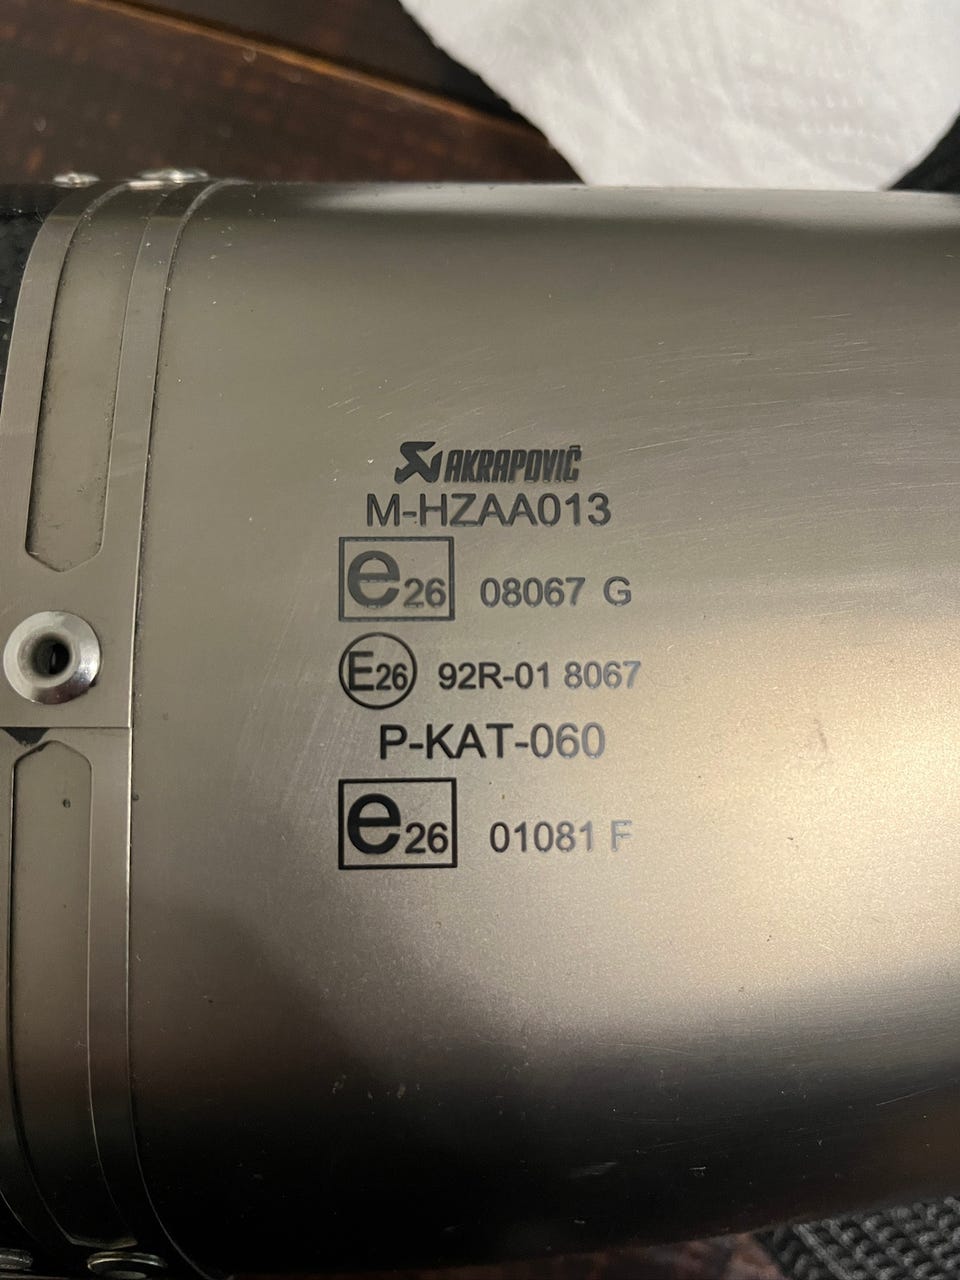 AKRAPOVIČ
M-HZAA013
e26 08067 G
E26 92R-01 8067
P-KAT-060
e26 01081 F